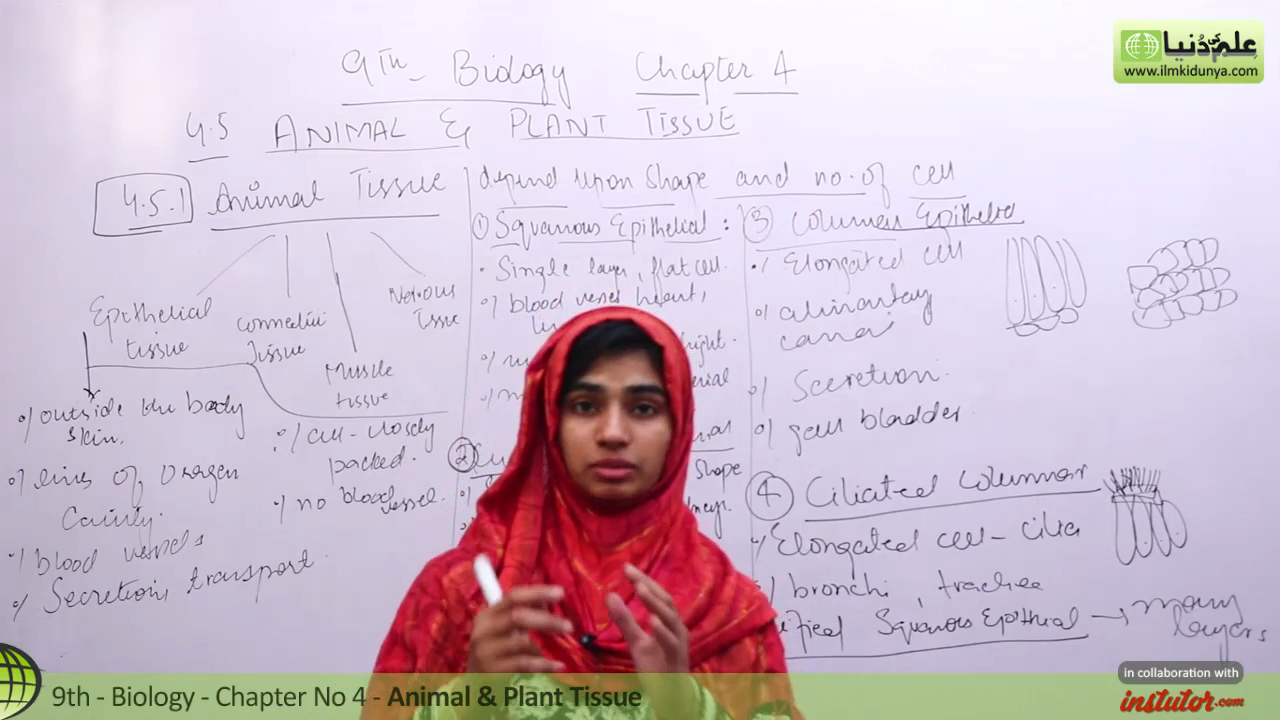 علم کی دنیا
www.ilmkidunya.com
9Th Biology Chapter 4
4.5 ANIMAL & PLANT TISSUE
4.5.1 Animal Tissue
Epithelial tissue
Connective Tissue
Muscle tissue
Nervous Tissue
outside the body
skin.
lines of organ
Cavity.
blood vessels
Secretion, transport
cell closely
packed.
no blood vessel.
depend upon Shape and no. of cell
① Squamous Epithelial :
Single layer, flat cell.
blood vessel, heart,
②
Shape
③ Columnar Epithelial
Elongated cell
alimentary
canal
Secretion.
gall bladder
④ Ciliated Columnar
Elongated cell - cilia
bronchi, trachea
Squamous Epithelial → many
layers
9th - Biology - Chapter No 4 - Animal & Plant Tissue
in collaboration with
instutor.com